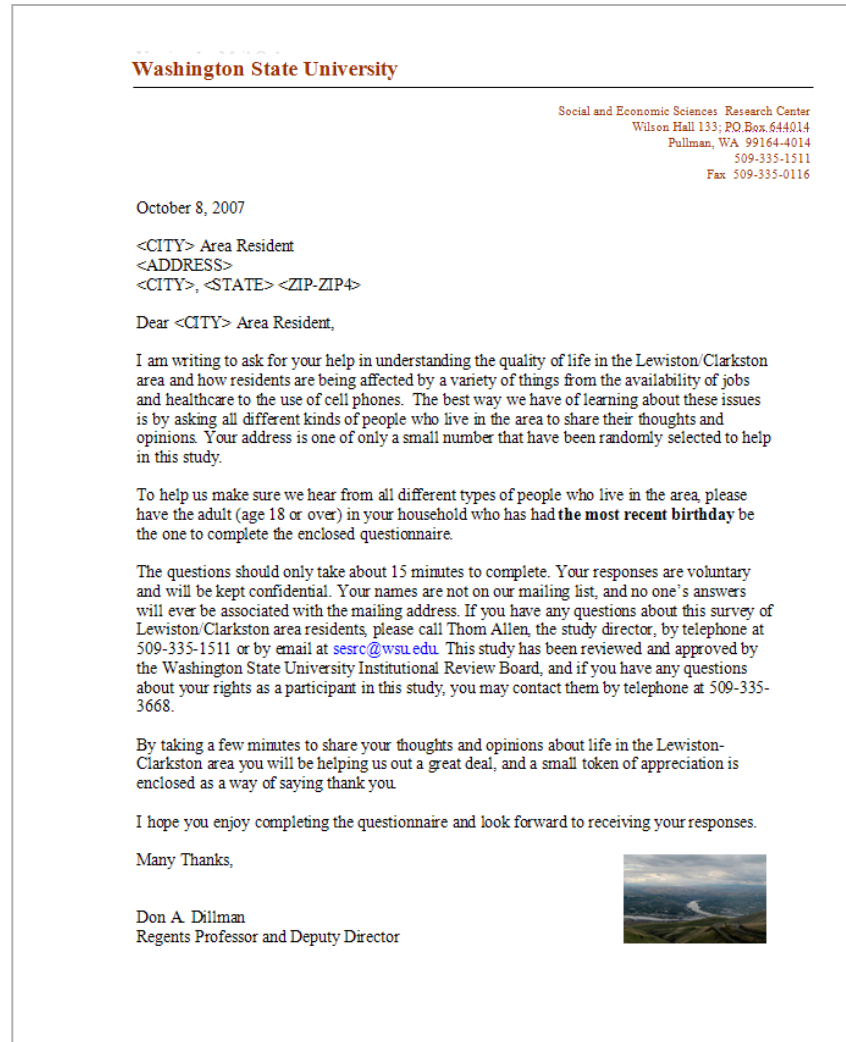 Washington State University
Social and Economic Sciences Research Center
Wilson Hall 133; PO Box 644014
Pullman, WA 99164-4014
509-335-1511
Fax 509-335-0116
October 8, 2007
<CITY> Area Resident
<ADDRESS>
<CITY>, <STATE> <ZIP-ZIP4>
Dear <CITY> Area Resident,
I am writing to ask for your help in understanding the quality of life in the Lewiston/Clarkston
area and how residents are being affected by a variety of things from the availability of jobs
and healthcare to the use of cell phones. The best way we have of learning about these issues
is by asking all different kinds of people who live in the area to share their thoughts and
opinions. Your address is one of only a small number that have been randomly selected to help
in this study.
To help us make sure we hear from all different types of people who live in the area, please
have the adult (age 18 or over) in your household who has had the most recent birthday be
the one to complete the enclosed questionnaire.
The questions should only take about 15 minutes to complete. Your responses are voluntary
and will be kept confidential. Your names are not on our mailing list, and no one's answers
will ever be associated with the mailing address. If you have any questions about this survey of
Lewiston/Clarkston area residents, please call Thom Allen, the study director, by telephone at
509-335-1511 or by email at sesrc@wsu.edu. This study has been reviewed and approved by
the Washington State University Institutional Review Board, and if you have any questions
about your rights as a participant in this study, you may contact them by telephone at 509-335-
3668.
By taking a few minutes to share your thoughts and opinions about life in the Lewiston-
Clarkston area you will be helping us out a great deal, and a small token of appreciation is
enclosed as a way of saying thank you.
I hope you enjoy completing the questionnaire and look forward to receiving your responses.
Many Thanks,
Don A. Dillman
Regents Professor and Deputy Director